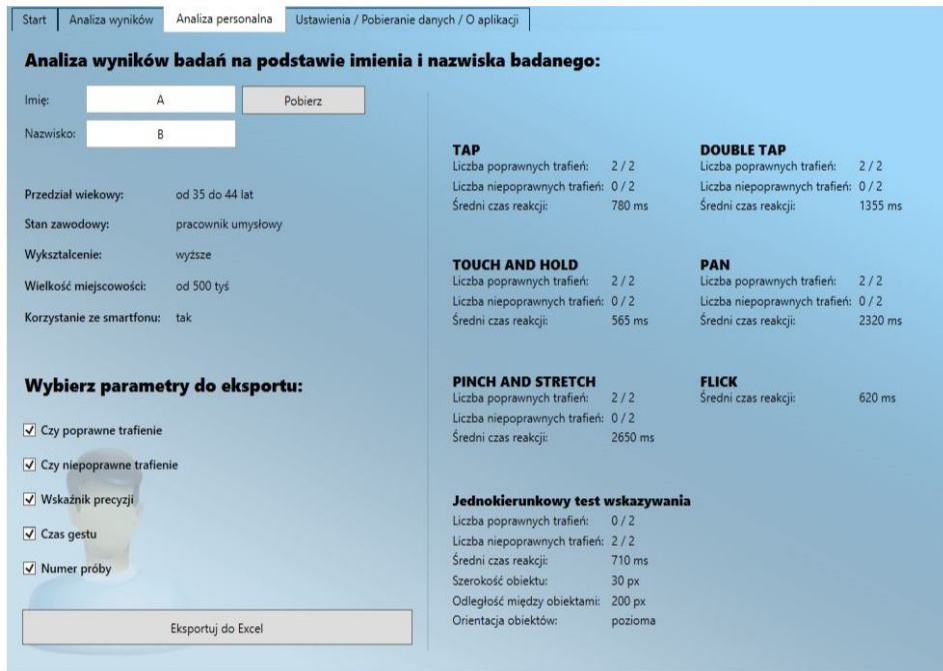 Start Analiza wyników Analiza personalna Ustawienia / Pobieranie danych / O aplikacji
Analiza wyników badań na podstawie imienia i nazwiska badanego:
Imię: A Pobierz
Nazwisko: B
Przedział wiekowy: od 35 do 44 lat
Stan zawodowy: pracownik umysłowy
Wykształcenie: wyższe
Wielkość miejscowości: od 500 tyś
Korzystanie ze smartfonu: tak
Wybierz parametry do eksportu:
Czy poprawne trafienie
Czy niepoprawne trafienie
Wskaźnik precyzji
Czas gestu
Numer próby
Eksportuj do Excel
TAP
Liczba poprawnych trafień: 2 / 2
Liczba niepoprawnych trafień: 0 / 2
Średni czas reakcji: 780 ms
DOUBLE TAP
Liczba poprawnych trafień: 2 / 2
Liczba niepoprawnych trafień: 0 / 2
Średni czas reakcji: 1355 ms
TOUCH AND HOLD
Liczba poprawnych trafień: 2 / 2
Liczba niepoprawnych trafień: 0 / 2
Średni czas reakcji: 565 ms
PAN
Liczba poprawnych trafień: 2 / 2
Liczba niepoprawnych trafień: 0 / 2
Średni czas reakcji: 2320 ms
PINCH AND STRETCH
Liczba poprawnych trafień: 2 / 2
Liczba niepoprawnych trafień: 0 / 2
Średni czas reakcji: 2650 ms
FLICK
Średni czas reakcji: 620 ms
Jednokierunkowy test wskazywania
Liczba poprawnych trafień: 0 / 2
Liczba niepoprawnych trafień: 2 / 2
Średni czas reakcji: 710 ms
Szerokość obiektu: 30 px
Odległość między obiektami: 200 px
Orientacja obiektów: pozioma